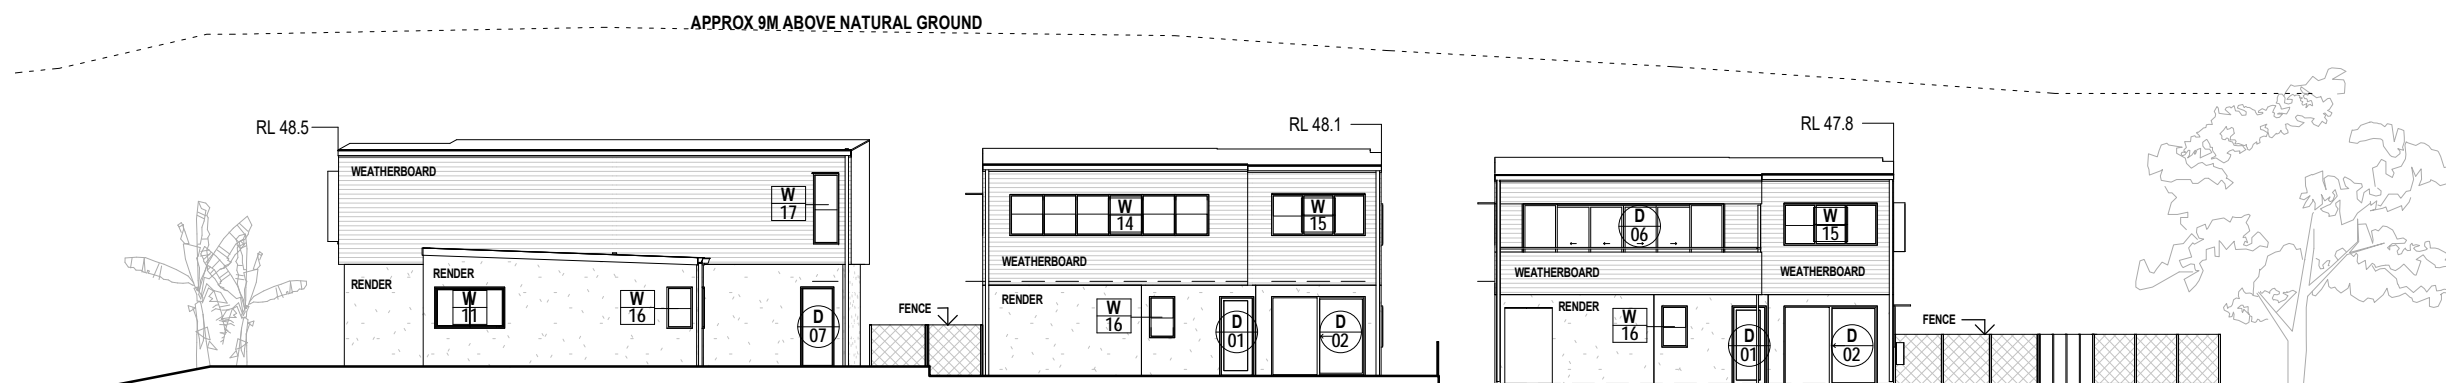 APPROX 9M ABOVE NATURAL GROUND
RL 48.5
WEATHERBOARD
W
17
RENDER
RENDER
W
11
W
16
D
07
FENCE
RL 48.1
W
14
W
15
WEATHERBOARD
RENDER
W
16
D
01
D
02
RL 47.8
D
06
W
15
WEATHERBOARD
WEATHERBOARD
RENDER
W
16
D
01
D
02
FENCE